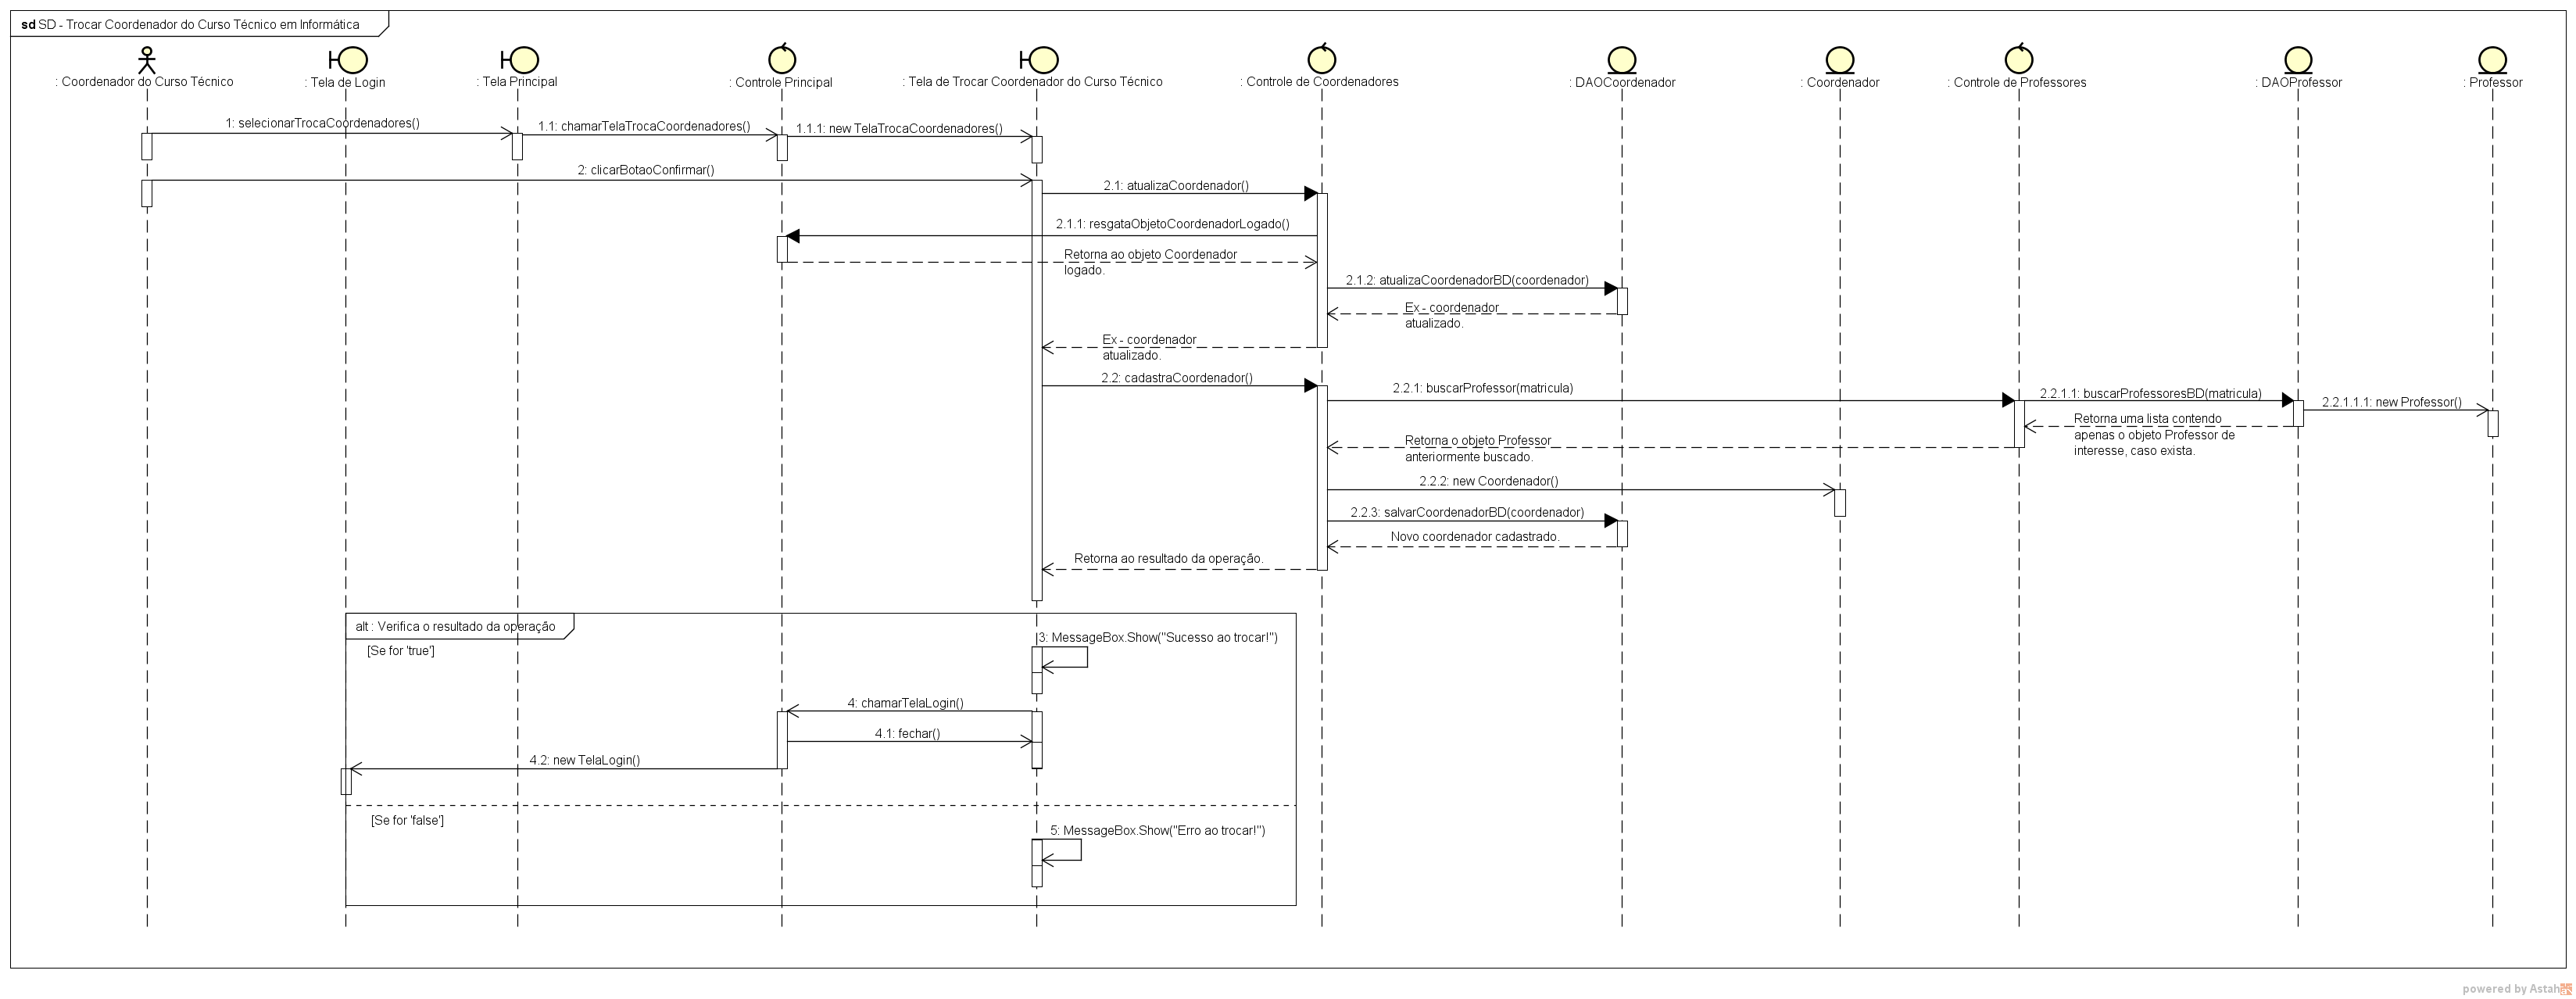 sd SD - Trocar Coordenador do Curso Técnico em Informática
: Coordenador do Curso Técnico
: Tela de Login
: Tela Principal
: Controle Principal
: Tela de Trocar Coordenador do Curso Técnico
: Controle de Coordenadores
: DAOCoordenador
: Coordenador
: Controle de Professores
: DAOProfessor
: Professor
1: selecionarTrocaCoordenadores()
1.1: chamarTelaTrocaCoordenadores()
1.1.1: new TelaTrocaCoordenadores()
2: clicarBotaoConfirmar()
2.1: atualizaCoordenador()
2.1.1: resgataObjetoCoordenadorLogado()
Retorna ao objeto Coordenador
logado.
2.1.2: atualizaCoordenadorBD(coordenador)
Ex - coordenador
atualizado.
Ex - coordenador
atualizado.
2.2: cadastraCoordenador()
2.2.1: buscarProfessor(matricula)
2.2.1.1: buscarProfessoresBD(matricula)
2.2.1.1.1: new Professor()
Retorna uma lista contendo
apenas o objeto Professor de
interesse, caso exista.
Retorna o objeto Professor
anteriormente buscado.
2.2.2: new Coordenador()
2.2.3: salvarCoordenadorBD(coordenador)
Novo coordenador cadastrado.
Retorna ao resultado da operação.
alt : Verifica o resultado da operação
[Se for 'true']
3: MessageBox.Show("Sucesso ao trocar!")
4: chamarTelaLogin()
4.1: fechar()
4.2: new TelaLogin()
[Se for 'false']
5: MessageBox.Show("Erro ao trocar!")
powered by Astah